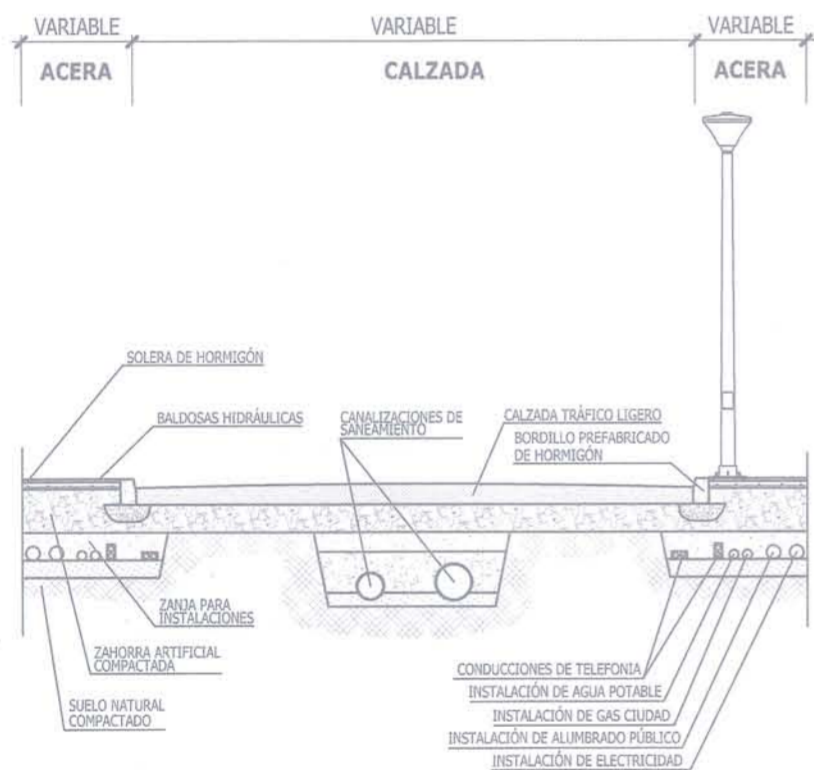 VARIABLE
VARIABLE
VARIABLE
ACERA
CALZADA
ACERA
SOLERA DE HORMIGÓN
BALDOSAS HIDRÁULICAS
CANALIZACIONES DE
SANEAMIENTO
CALZADA TRÁFICO LIGERO
BORDILLO PREFABRICADO
DE HORMIGÓN
ZANJA PARA
INSTALACIONES
ZAHORRA ARTIFICIAL
COMPACTADA
SUELO NATURAL
COMPACTADO
CONDUCCIONES DE TELEFONIA
INSTALACIÓN DE AGUA POTABLE
INSTALACIÓN DE GAS CIUDAD
INSTALACIÓN DE ALUMBRADO PÚBLICO
INSTALACIÓN DE ELECTRICIDAD